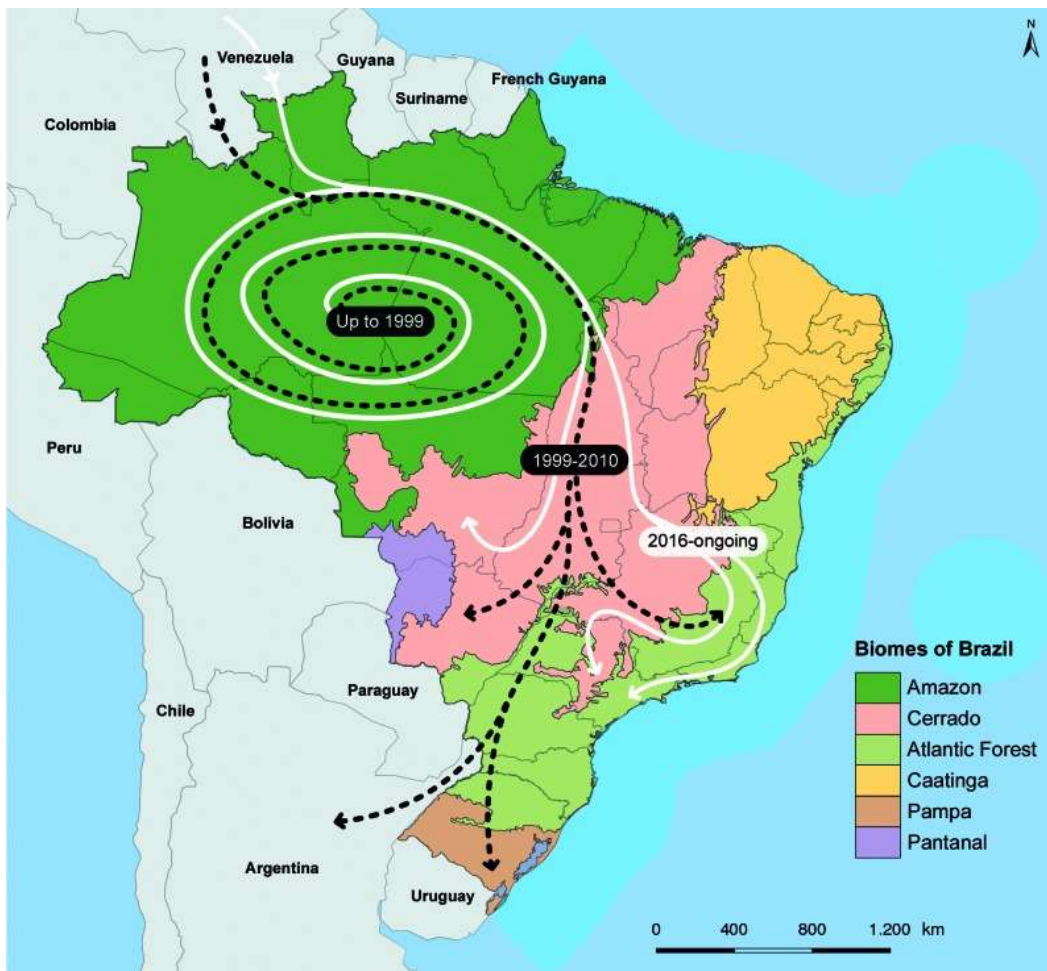 N
Venezuela
Guyana
French Guyana
Suriname
Colombia
Up to 1999
Peru
1999-2010
Bolivia
2016-ongoing
Biomes of Brazil
Amazon
Cerrado
Atlantic Forest
Caatinga
Pampa
Pantanal
Paraguay
Chile
Argentina
Uruguay
0 400 800 1.200 km